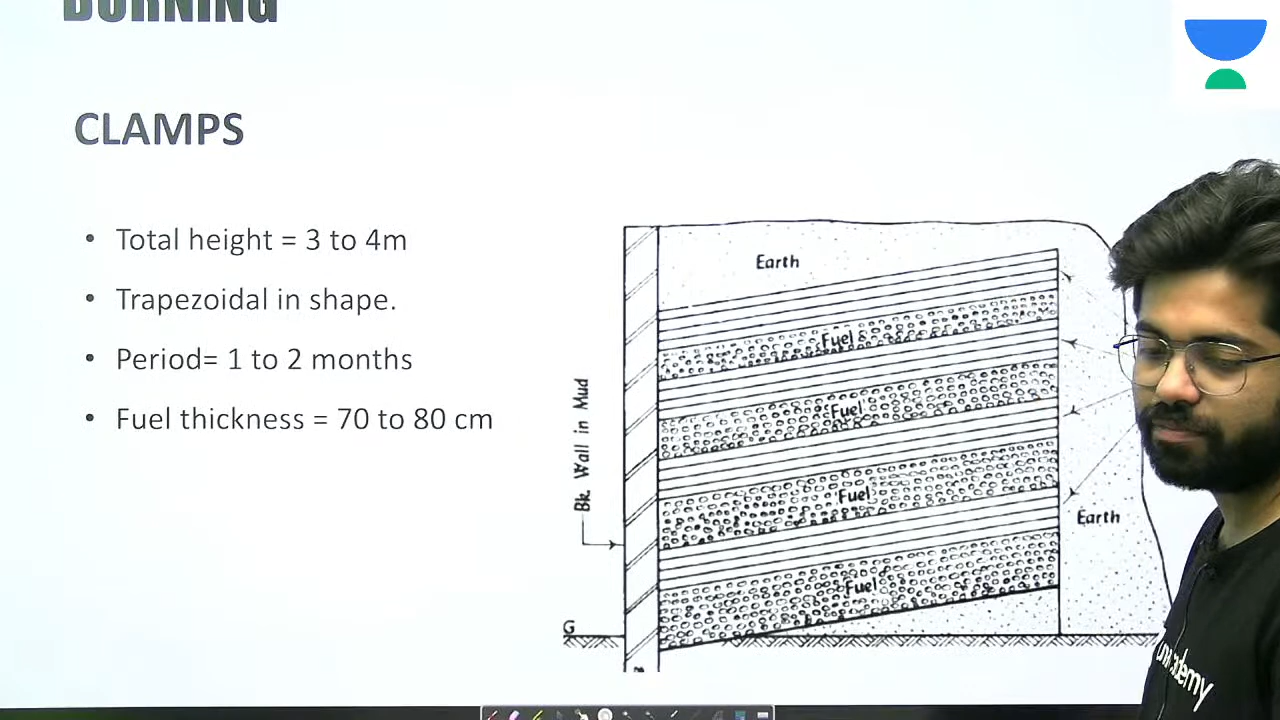 BURNING
CLAMPS
• Total height = 3 to 4m
• Trapezoidal in shape.
• Period= 1 to 2 months
• Fuel thickness = 70 to 80 cm
Earth
Fuel
Fuel
Fuel
Fuel
Bk. Wall in Mud
Earth
G